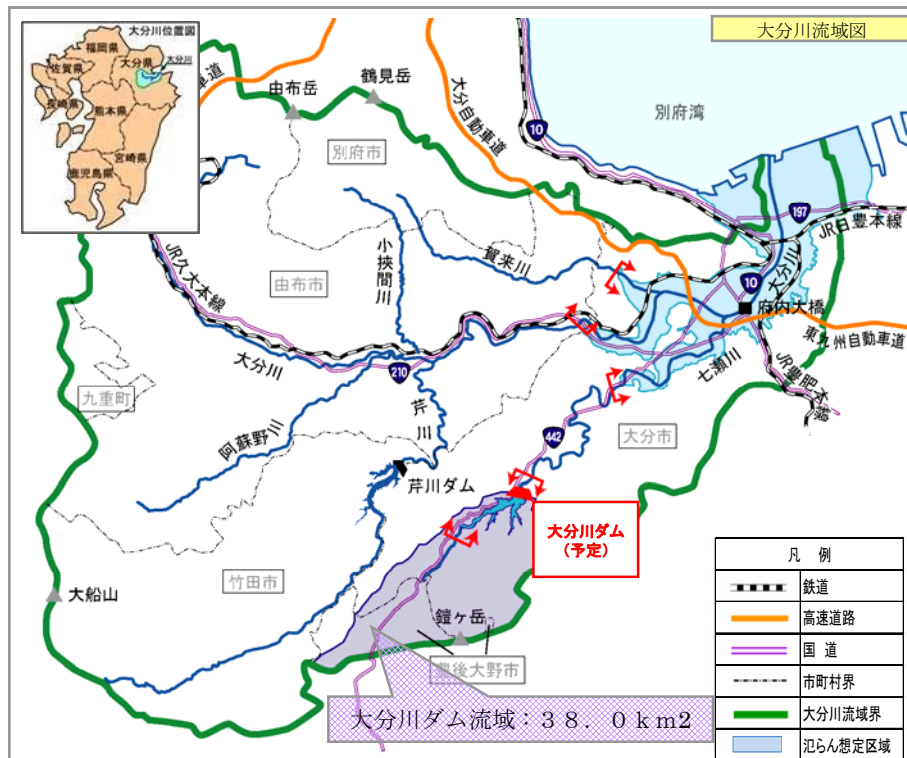 大分川流域図
大分川位置図
福岡県
大分県
大分川
佐賀県
長崎県
熊本県
宮崎県
鹿児島県
車道
由布岳
鶴見岳
大分自動車道
10
別府湾
別府市
197
JR日豊本線
小挾間川
賀来川
大分川
10
由布市
JR久大本線
府内大橋
東九州自動車道
大分川
七瀬川
JR豊肥本線
210
九重町
芹川
阿蘇野川
442
大分市
芹川ダム
大分川ダム
(予定)
竹田市
大船山
鎧ヶ岳
豊後大野市
大分川ダム流域：３８．０ｋｍ2
凡 例
鉄道
高速道路
国 道
市町村界
大分川流域界
氾らん想定区域